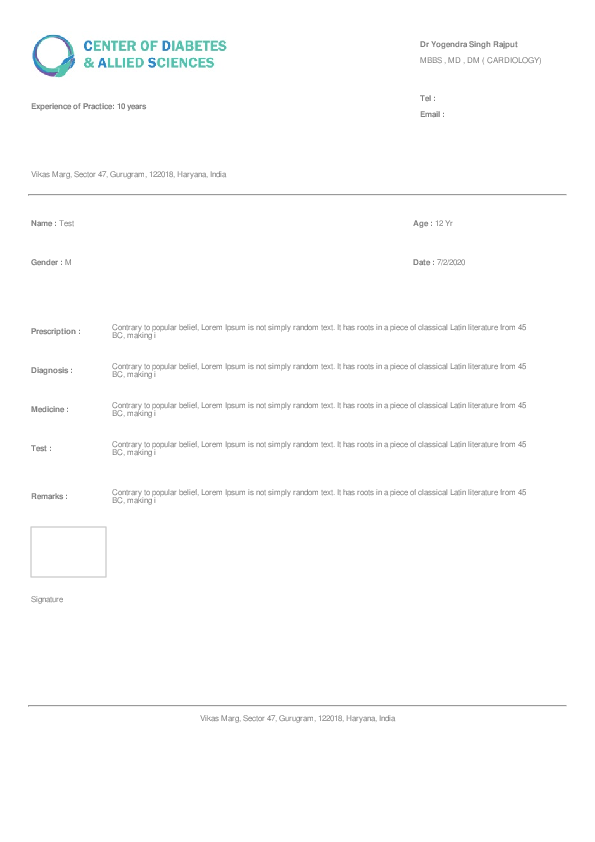 CENTER OF DIABETES
& ALLIED SCIENCES
Dr Yogendra Singh Rajput
MBBS , MD , DM ( CARDIOLOGY)
Tel :
Experience of Practice: 10 years
Email :
Vikas Marg, Sector 47, Gurugram, 122018, Haryana, India
Name : Test
Age : 12 Yr
Gender : M
Date : 7/2/2020
Prescription :
Contrary to popular belief, Lorem Ipsum is not simply random text. It has roots in a piece of classical Latin literature from 45
BC, making i
Diagnosis :
Contrary to popular belief, Lorem Ipsum is not simply random text. It has roots in a piece of classical Latin literature from 45
BC, making i
Medicine :
Contrary to popular belief, Lorem Ipsum is not simply random text. It has roots in a piece of classical Latin literature from 45
BC, making i
Test :
Contrary to popular belief, Lorem Ipsum is not simply random text. It has roots in a piece of classical Latin literature from 45
BC, making i
Remarks :
Contrary to popular belief, Lorem Ipsum is not simply random text. It has roots in a piece of classical Latin literature from 45
BC, making i
Signature
Vikas Marg, Sector 47, Gurugram, 122018, Haryana, India